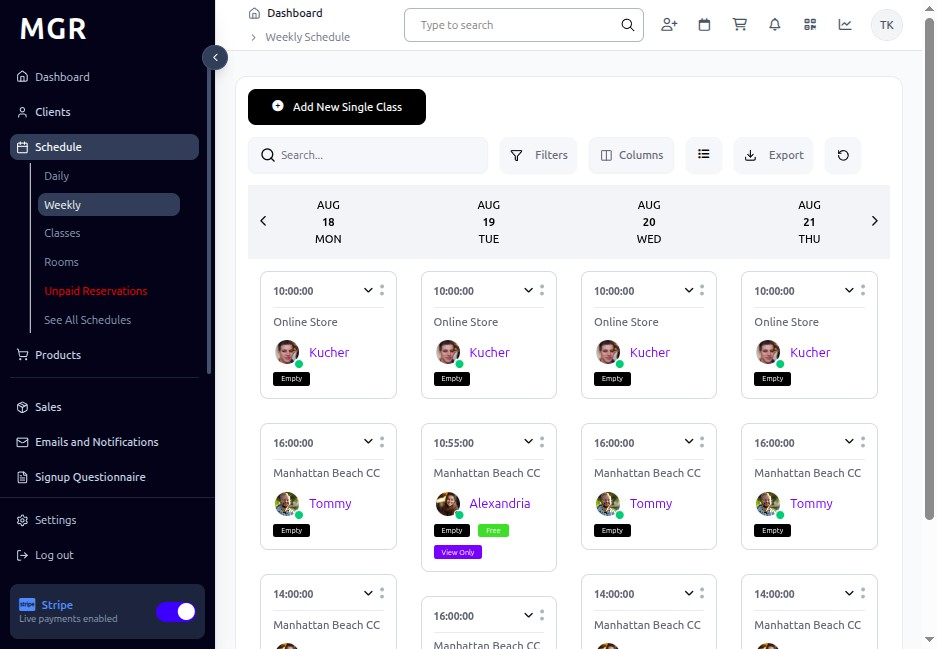 MGR
Dashboard
Clients
Schedule
Daily
Weekly
Classes
Rooms
Unpaid Reservations
See All Schedules
Products
Sales
Emails and Notifications
Signup Questionnaire
Settings
Log out
stripe
Stripe
Live payments enabled
Dashboard
Weekly Schedule
Type to search
TK
Add New Single Class
Search...
Filters
Columns
Export
AUG
18
MON
AUG
19
TUE
AUG
20
WED
AUG
21
THU
10:00:00
Online Store
Kucher
Empty
10:00:00
Online Store
Kucher
Empty
10:00:00
Online Store
Kucher
Empty
10:00:00
Online Store
Kucher
Empty
16:00:00
Manhattan Beach CC
Tommy
Empty
10:55:00
Manhattan Beach CC
Alexandria
Empty Free
View Only
16:00:00
Manhattan Beach CC
Tommy
Empty
16:00:00
Manhattan Beach CC
Tommy
Empty
14:00:00
Manhattan Beach CC
16:00:00
Manhattan Beach CC
14:00:00
Manhattan Beach CC
14:00:00
Manhattan Beach CC